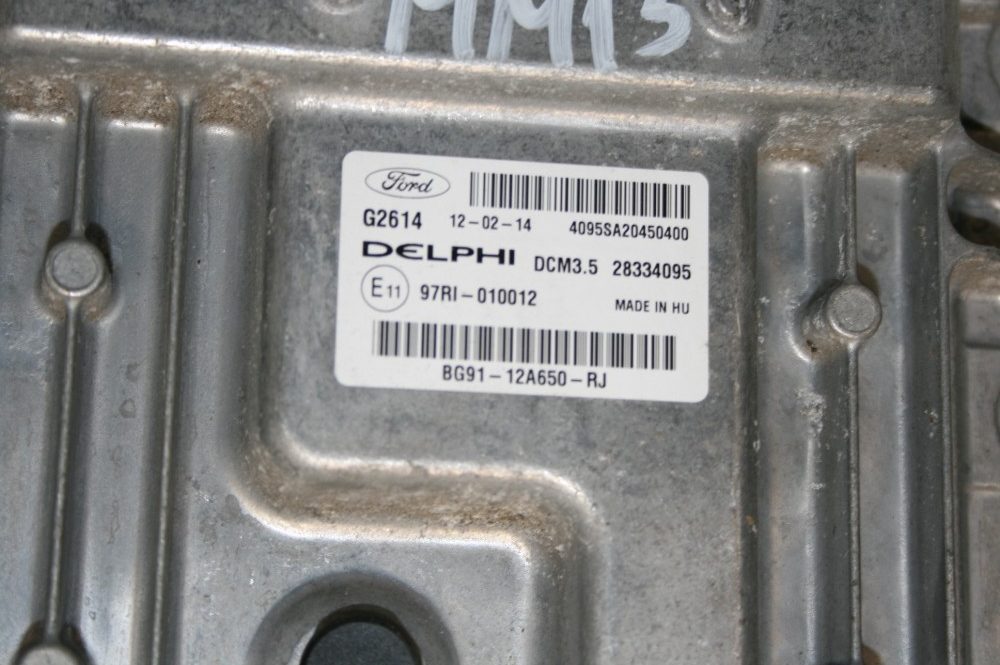 MM13
Ford
G2614 12-02-14 4095SA20450400
DELPHI DCM3.5 28334095
E11 97RI-010012 MADE IN HU
BG91-12A650-RJ